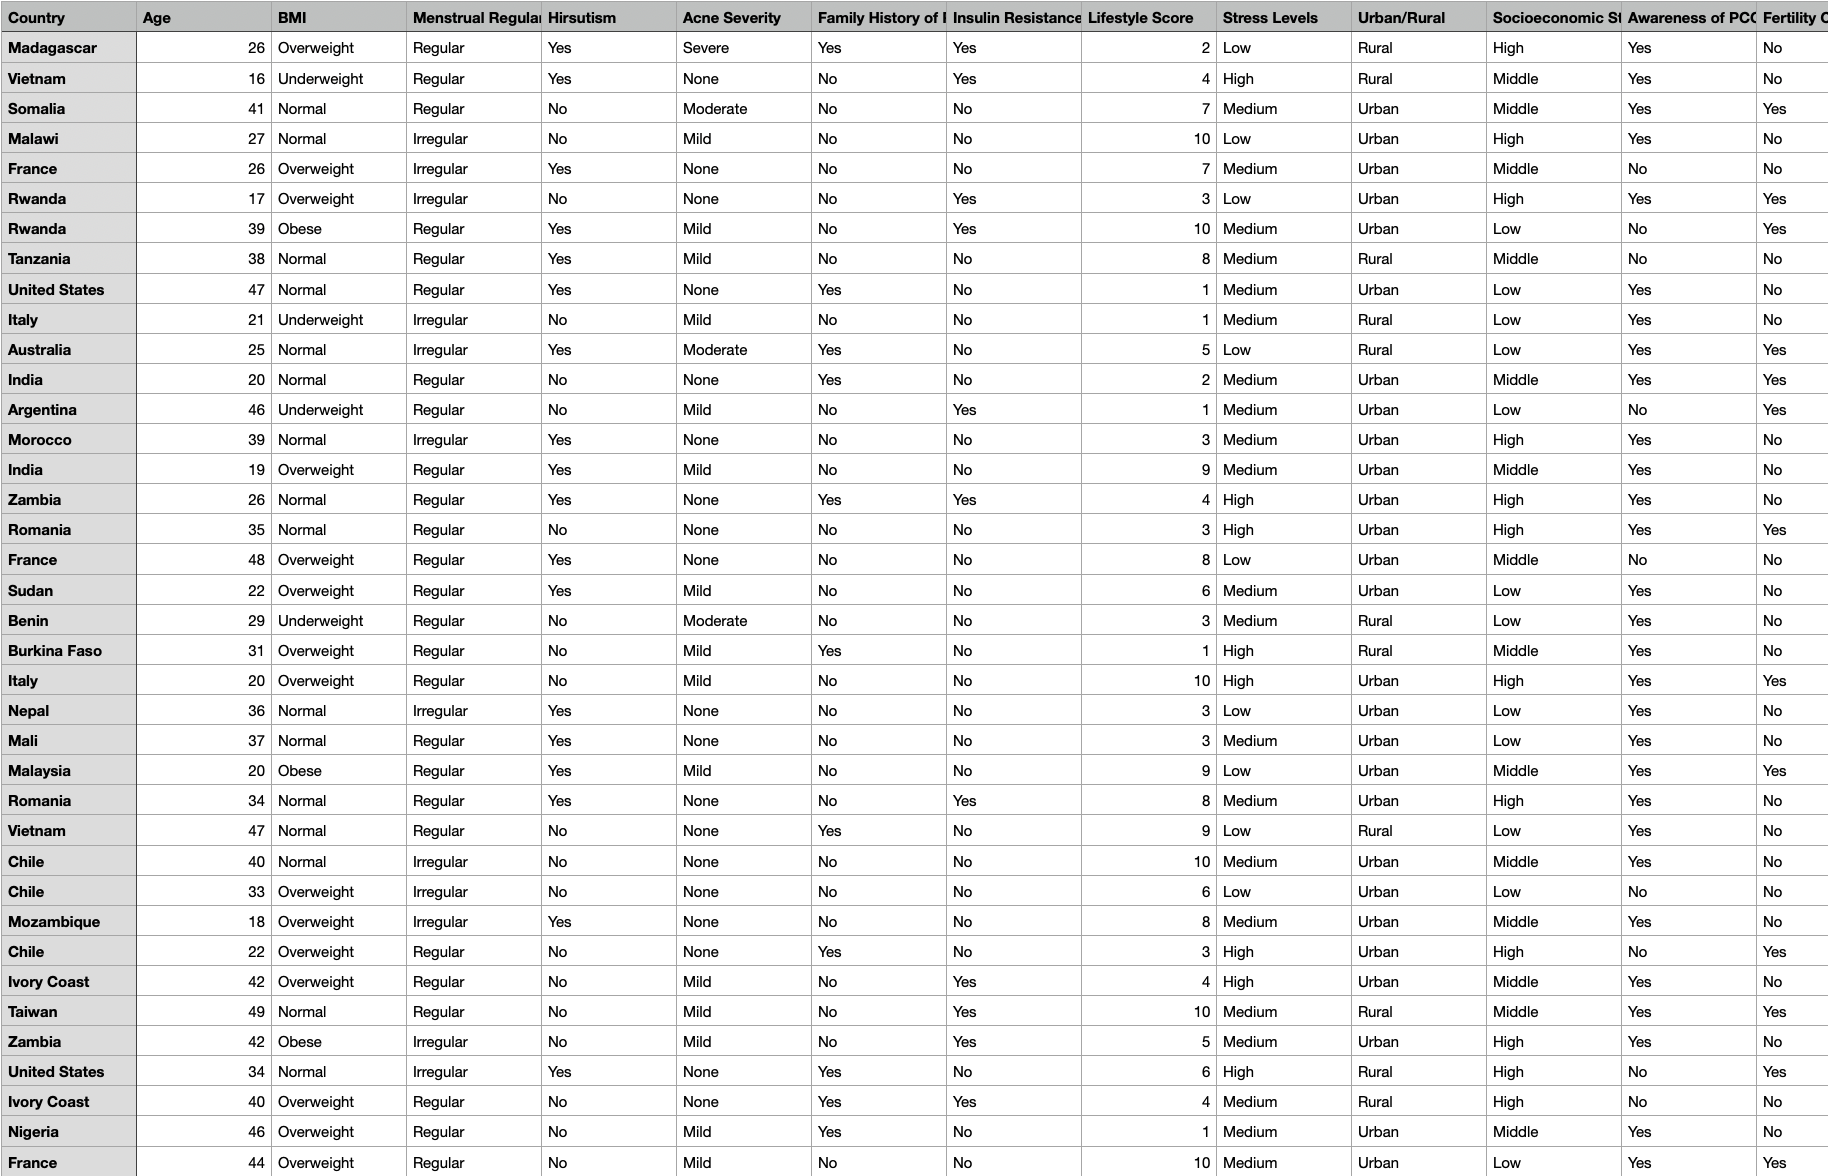 Country Age BMI Menstrual Regular Hirsutism Acne Severity Family History of Insulin Resistance Lifestyle Score Stress Levels Urban/Rural Socioeconomic St Awareness of PCO Fertility C
Madagascar 26 Overweight Regular Yes Severe Yes Yes 2 Low Rural High Yes No
Vietnam 16 Underweight Regular Yes None No Yes 4 High Rural Middle Yes No
Somalia 41 Normal Regular No Moderate No No 7 Medium Urban Middle Yes Yes
Malawi 27 Normal Irregular No Mild No No 10 Low Urban High Yes No
France 26 Overweight Irregular Yes None No No 7 Medium Urban Middle No No
Rwanda 17 Overweight Irregular No None No Yes 3 Low Urban High Yes Yes
Rwanda 39 Obese Regular Yes Mild No Yes 10 Medium Urban Low No Yes
Tanzania 38 Normal Regular Yes Mild No No 8 Medium Rural Middle No No
United States 47 Normal Regular Yes None Yes No 1 Medium Urban Low Yes No
Italy 21 Underweight Irregular No Mild No No 1 Medium Rural Low Yes No
Australia 25 Normal Irregular Yes Moderate Yes No 5 Low Rural Low Yes Yes
India 20 Normal Regular No None Yes No 2 Medium Urban Middle Yes Yes
Argentina 46 Underweight Regular No Mild No Yes 1 Medium Urban Low No Yes
Morocco 39 Normal Irregular Yes None No No 3 Medium Urban High Yes No
India 19 Overweight Regular Yes Mild No No 9 Medium Urban Middle Yes No
Zambia 26 Normal Regular Yes None Yes Yes 4 High Urban High Yes No
Romania 35 Normal Regular No None No No 3 High Urban High Yes Yes
France 48 Overweight Regular Yes None No No 8 Low Urban Middle No No
Sudan 22 Overweight Regular Yes Mild No No 6 Medium Urban Low Yes No
Benin 29 Underweight Regular No Moderate No No 3 Medium Rural Low Yes No
Burkina Faso 31 Overweight Regular No Mild Yes No 1 High Rural Middle Yes No
Italy 20 Overweight Regular No Mild No No 10 High Urban High Yes Yes
Nepal 36 Normal Irregular Yes None No No 3 Low Urban Low Yes No
Mali 37 Normal Regular Yes None No No 3 Medium Urban Low Yes No
Malaysia 20 Obese Regular Yes Mild No No 9 Low Urban Middle Yes Yes
Romania 34 Normal Regular Yes None No Yes 8 Medium Urban High Yes No
Vietnam 47 Normal Regular No None Yes No 9 Low Rural Low Yes No
Chile 40 Normal Irregular No None No No 10 Medium Urban Middle Yes No
Chile 33 Overweight Irregular No None No No 6 Low Urban Low No No
Mozambique 18 Overweight Irregular Yes None No No 8 Medium Urban Middle Yes No
Chile 22 Overweight Regular No None Yes No 3 High Urban High No Yes
Ivory Coast 42 Overweight Regular No Mild No Yes 4 High Urban Middle Yes No
Taiwan 49 Normal Regular No Mild No Yes 10 Medium Rural Middle Yes Yes
Zambia 42 Obese Irregular No Mild No Yes 5 Medium Urban High Yes No
United States 34 Normal Irregular Yes None Yes No 6 High Rural High No Yes
Ivory Coast 40 Overweight Regular No None Yes Yes 4 Medium Rural High No No
Nigeria 46 Overweight Regular No Mild Yes No 1 Medium Urban Middle Yes No
France 44 Overweight Regular No Mild No No 10 Medium Urban Low Yes Yes